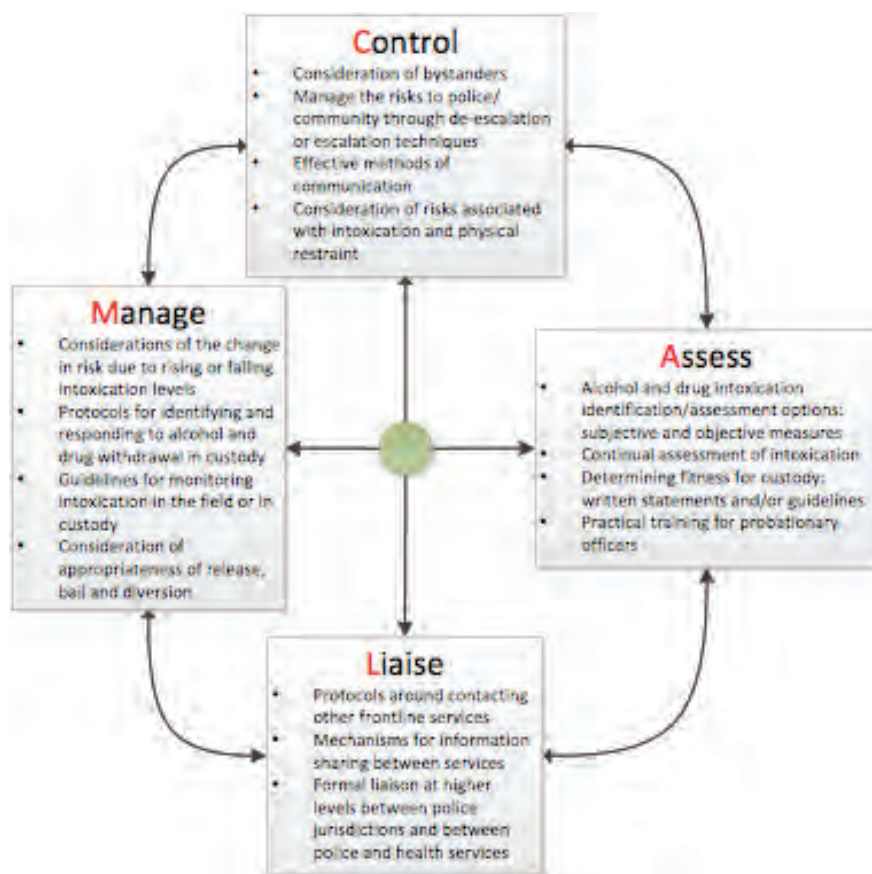 Control
• Consideration of bystanders
• Manage the risks to police/
community through de-escalation
or escalation techniques
• Effective methods of
communication
• Consideration of risks associated
with intoxication and physical
restraint
Manage
• Considerations of the change
in risk due to rising or falling
intoxication levels
• Protocols for identifying and
responding to alcohol and
drug withdrawal in custody
• Guidelines for monitoring
intoxication in the field or in
custody
• Consideration of
appropriateness of release,
bail and diversion
Assess
• Alcohol and drug intoxication
identification/assessment options:
subjective and objective measures
• Continual assessment of intoxication
• Determining fitness for custody:
written statements and/or guidelines
• Practical training for probationary
officers
Liaise
• Protocols around contacting
other frontline services
• Mechanisms for information
sharing between services
• Formal liaison at higher
levels between police
jurisdictions and between
police and health services